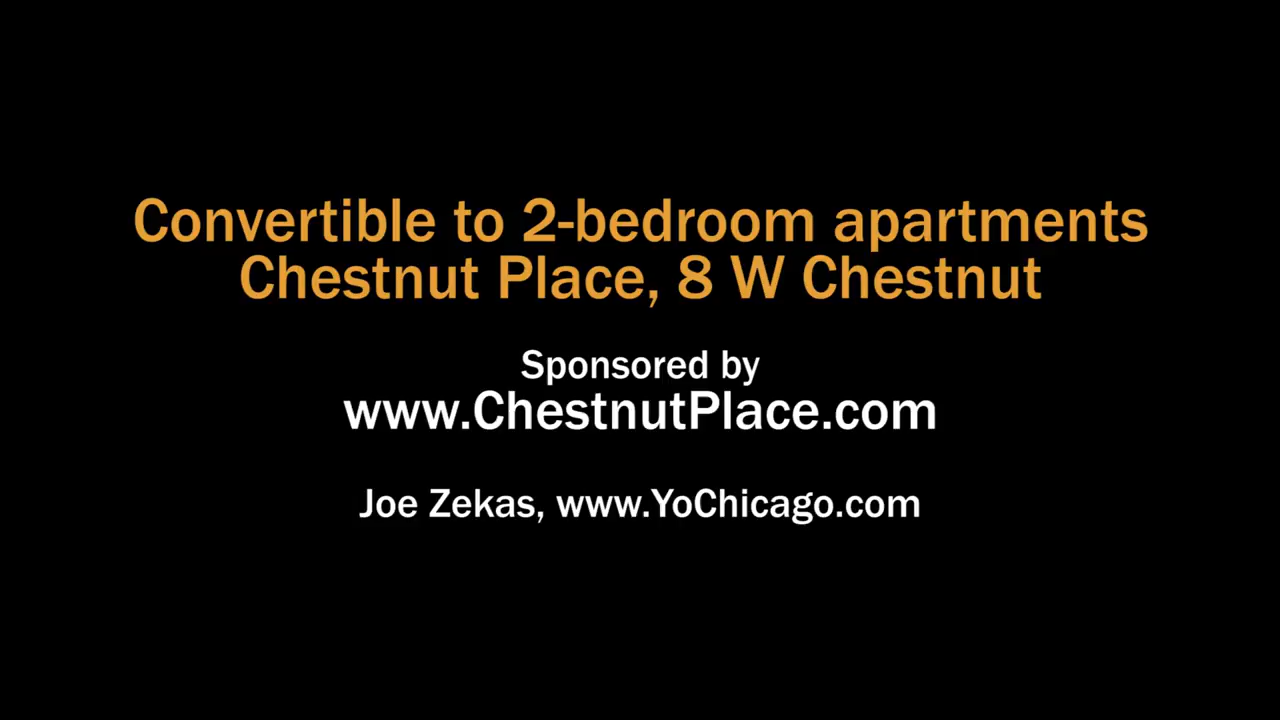 Convertible to 2-bedroom apartments
Chestnut Place, 8 W Chestnut
Sponsored by
www.ChestnutPlace.com
Joe Zekas, www.YoChicago.com